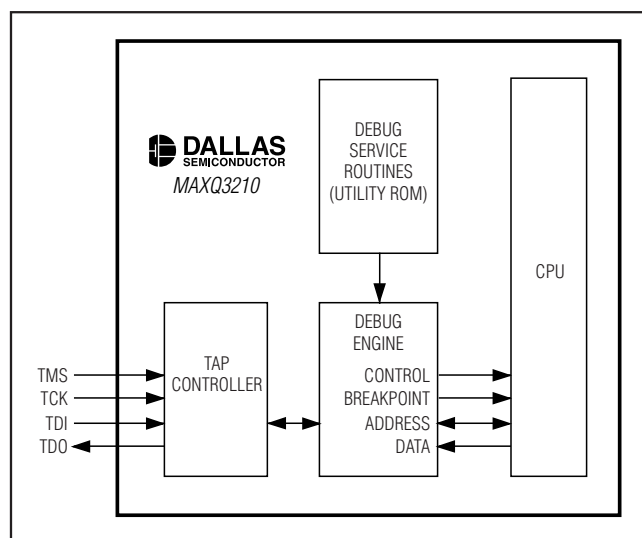 DALLAS
SEMICONDUCTOR
MAXQ3210
DEBUG
SERVICE
ROUTINES
(UTILITY ROM)
CPU
TAP
CONTROLLER
DEBUG
ENGINE
CONTROL
BREAKPOINT
ADDRESS
DATA
TMS
TCK
TDI
TDO